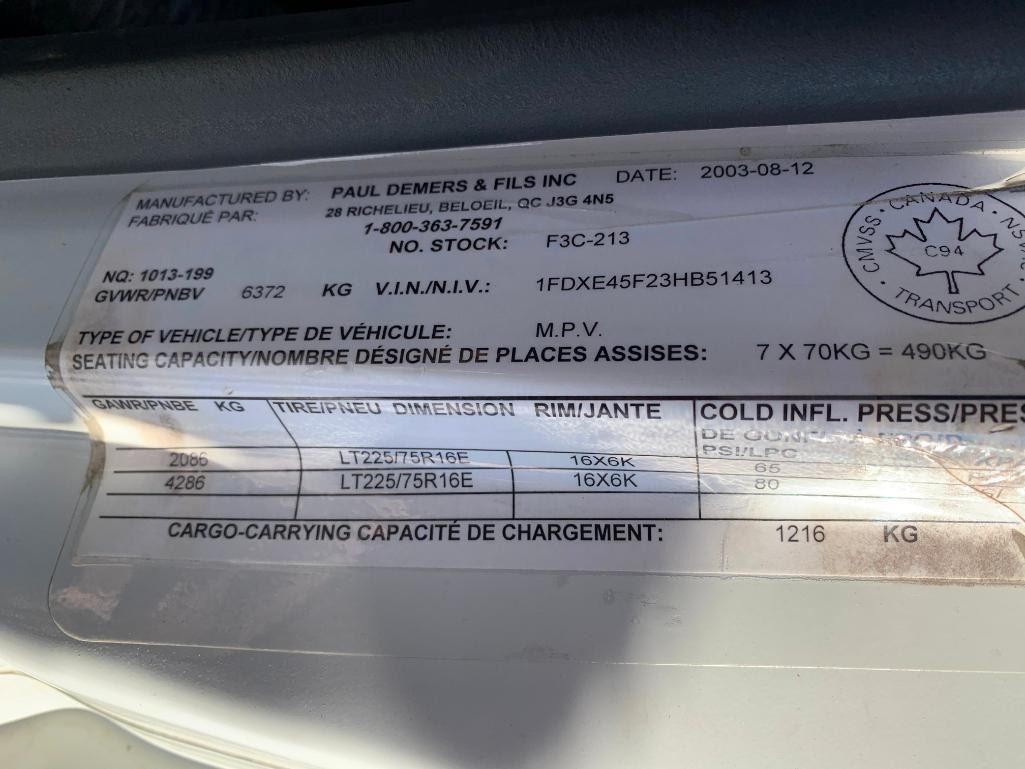 MANUFACTURED BY: PAUL DEMERS & FILS INC DATE: 2003-08-12
FABRIQUÉ PAR: 28 RICHELIEU, BELOEIL, QC J3G 4N5
1-800-363-7591
NO. STOCK: F3C-213
NQ: 1013-199
GVWR/PNBV 6372 KG V.I.N./N.I.V.: 1FDXE45F23HB51413
CMVSS · CANADA · NSVAC
C94
TRANSPORT
TYPE OF VEHICLE/TYPE DE VÉHICULE: M.P.V.
SEATING CAPACITY/NOMBRE DÉSIGNÉ DE PLACES ASSISES: 7 X 70KG = 490KG
GAWR/PNBE KG TIRE/PNEU DIMENSION RIM/JANTE COLD INFL. PRESS/PRES
PSI/LPC
2086 LT225/75R16E 16X6K 65
4286 LT225/75R16E 16X6K 80
CARGO-CARRYING CAPACITÉ DE CHARGEMENT: 1216 KG